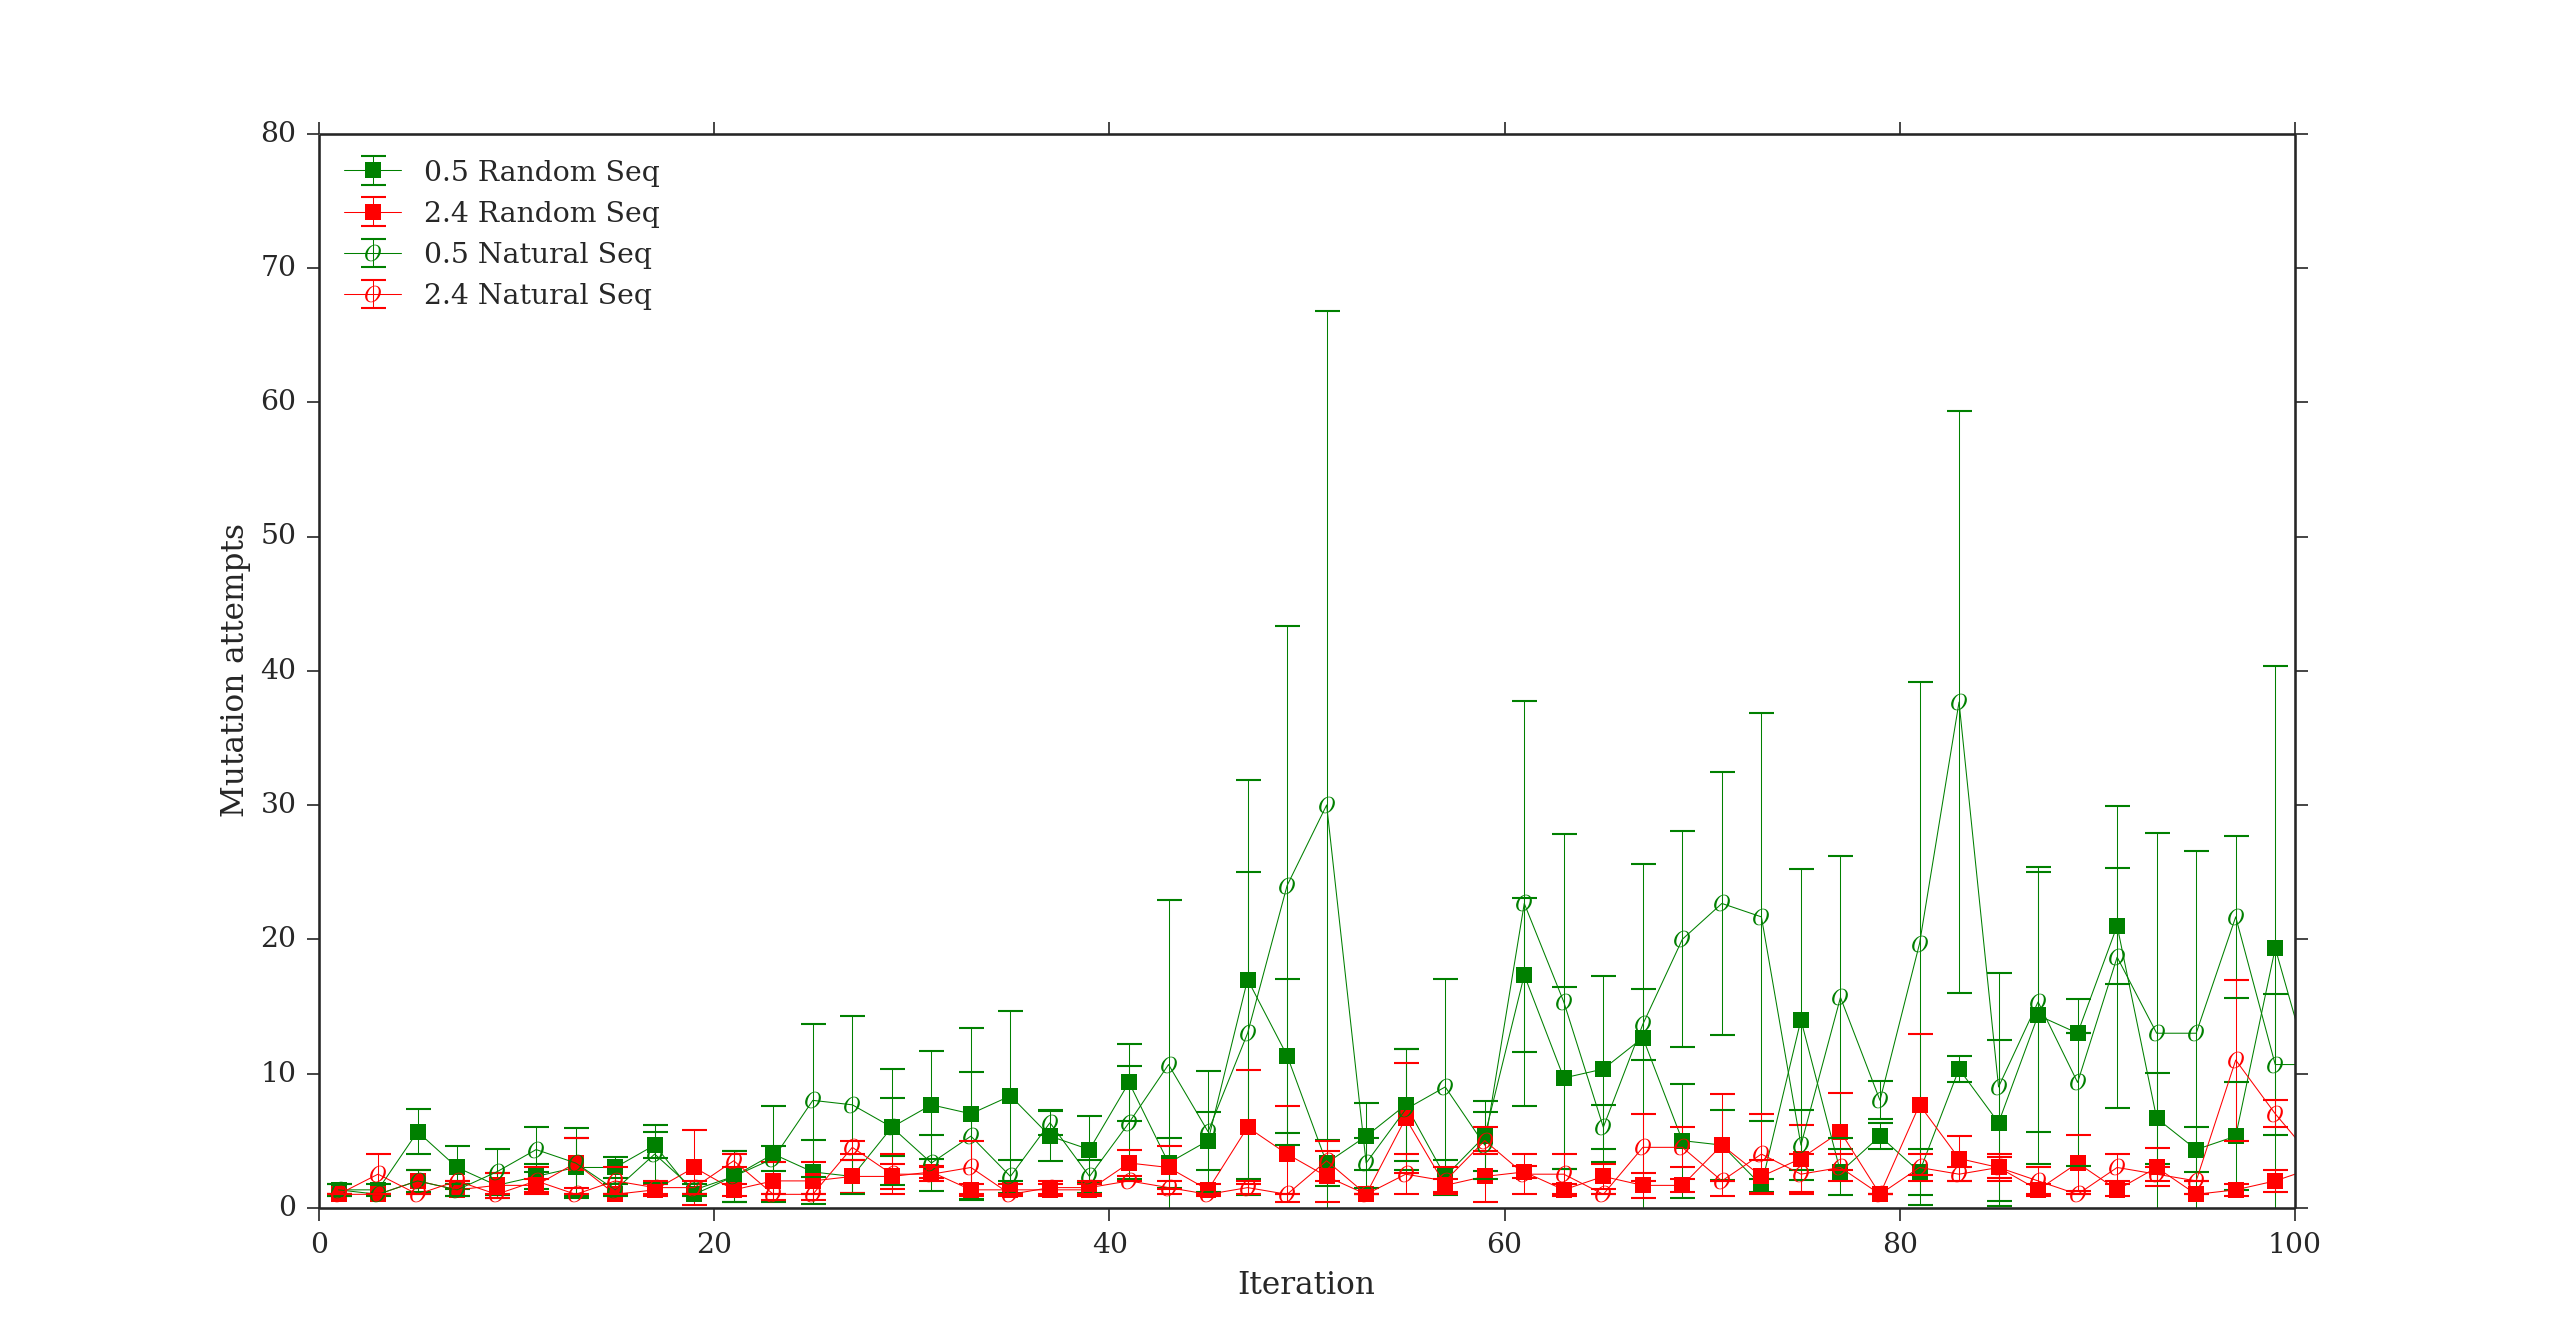 80
70
60
50
40
30
20
10
0
0.5 Random Seq
2.4 Random Seq
0.5 Natural Seq
2.4 Natural Seq
Mutation attempts
0 20 40 60 80 100
Iteration